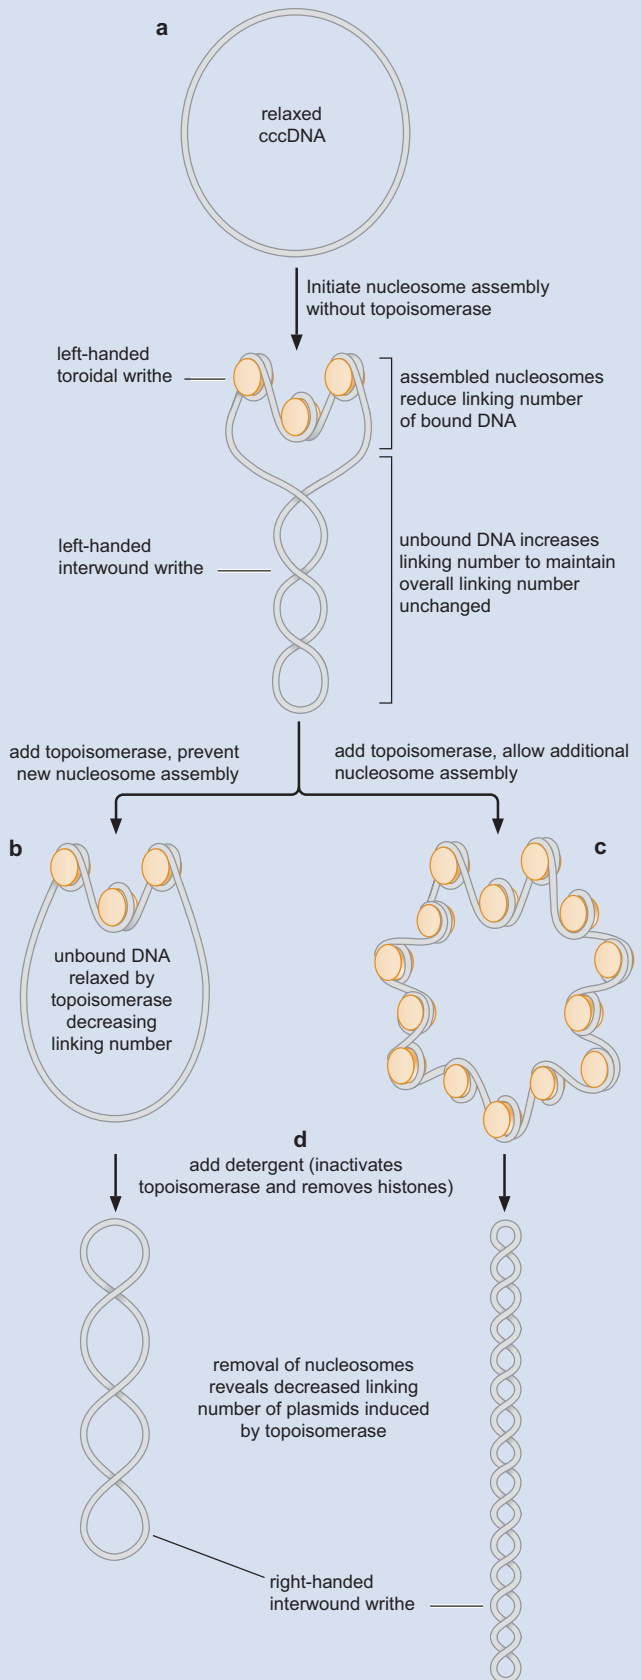 a
relaxed
cccDNA
Initiate nucleosome assembly
without topoisomerase
left-handed
toroidal writhe
assembled nucleosomes
reduce linking number
of bound DNA
left-handed
interwound writhe
unbound DNA increases
linking number to maintain
overall linking number
unchanged
add topoisomerase, prevent
new nucleosome assembly
add topoisomerase, allow additional
nucleosome assembly
b
unbound DNA
relaxed by
topoisomerase
decreasing
linking number
c
d
add detergent (inactivates
topoisomerase and removes histones)
removal of nucleosomes
reveals decreased linking
number of plasmids induced
by topoisomerase
right-handed
interwound writhe